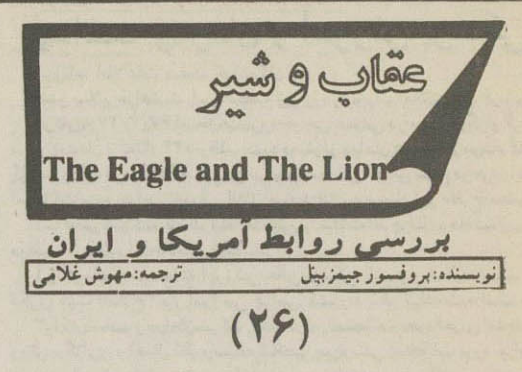 عقاب و شیر
The Eagle and The Lion
بررسی روابط آمریکا و ایران
نویسنده: پروفسور جیمز بیل ترجمه: مهوش غلامی
(۲۶)